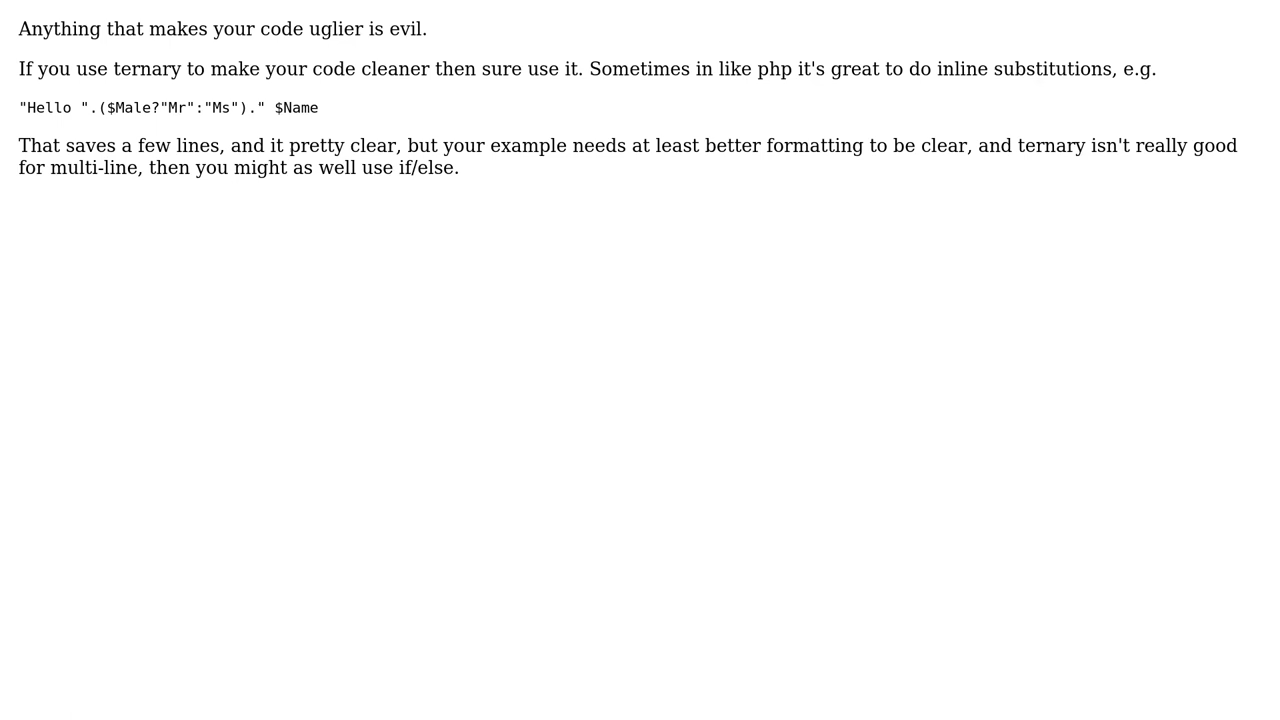 Anything that makes your code uglier is evil.
If you use ternary to make your code cleaner then sure use it. Sometimes in like php it's great to do inline substitutions, e.g.
"Hello ".($Male?"Mr":"Ms")." $Name
That saves a few lines, and it pretty clear, but your example needs at least better formatting to be clear, and ternary isn't really good
for multi-line, then you might as well use if/else.